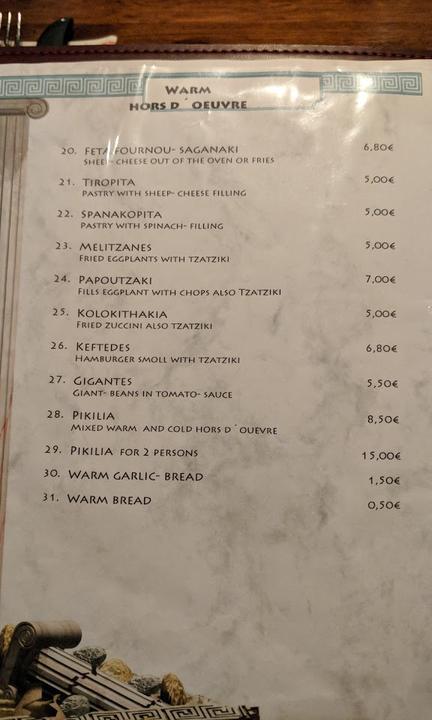 WARM
HORS D´OEUVRE
20. FETA FOURNOU- SAGANAKI 6,80€
SHEEP- CHEESE OUT OF THE OVEN OR FRIES
21. TIROPITA 5,00€
PASTRY WITH SHEEP- CHEESE FILLING
22. SPANAKOPITA 5,00€
PASTRY WITH SPINACH- FILLING
23. MELITZANES 5,00€
FRIED EGGPLANTS WITH TZATZIKI
24. PAPOUTZAKI 7,00€
FILLS EGGPLANT WITH CHOPS ALSO TZATZIKI
25. KOLOKITHAKIA 5,00€
FRIED ZUCCINI ALSO TZATZIKI
26. KEFTEDES 6,80€
HAMBURGER SMOLL WITH TZATZIKI
27. GIGANTES 5,50€
GIANT- BEANS IN TOMATO- SAUCE
28. PIKILIA 8,50€
MIXED WARM AND COLD HORS D´OUEVRE
29. PIKILIA FOR 2 PERSONS 15,00€
30. WARM GARLIC- BREAD 1,50€
31. WARM BREAD 0,50€